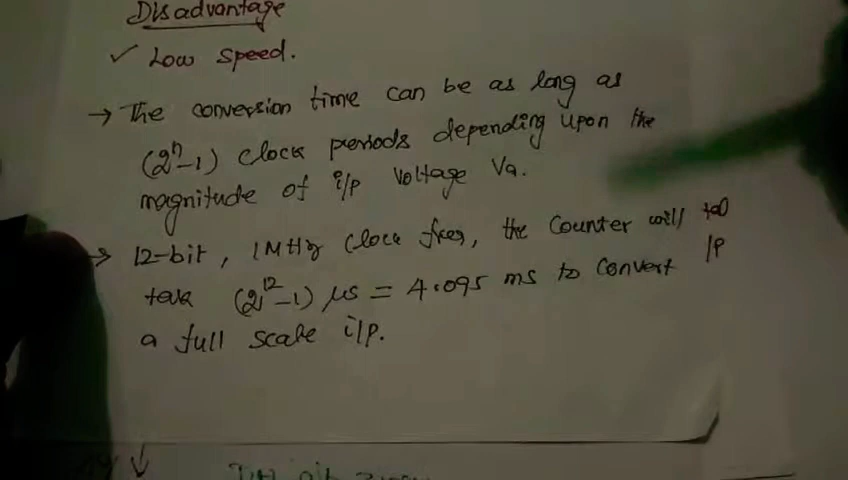 Disadvantage
✓ Low speed.
→ The conversion time can be as long as
(2ⁿ-1) clock periods depending upon the
magnitude of i/p voltage Va.
→ 12-bit, 1MHz clock freq, the counter will
take (2¹²-1) μs = 4.095 ms to convert
a full scale i/p.